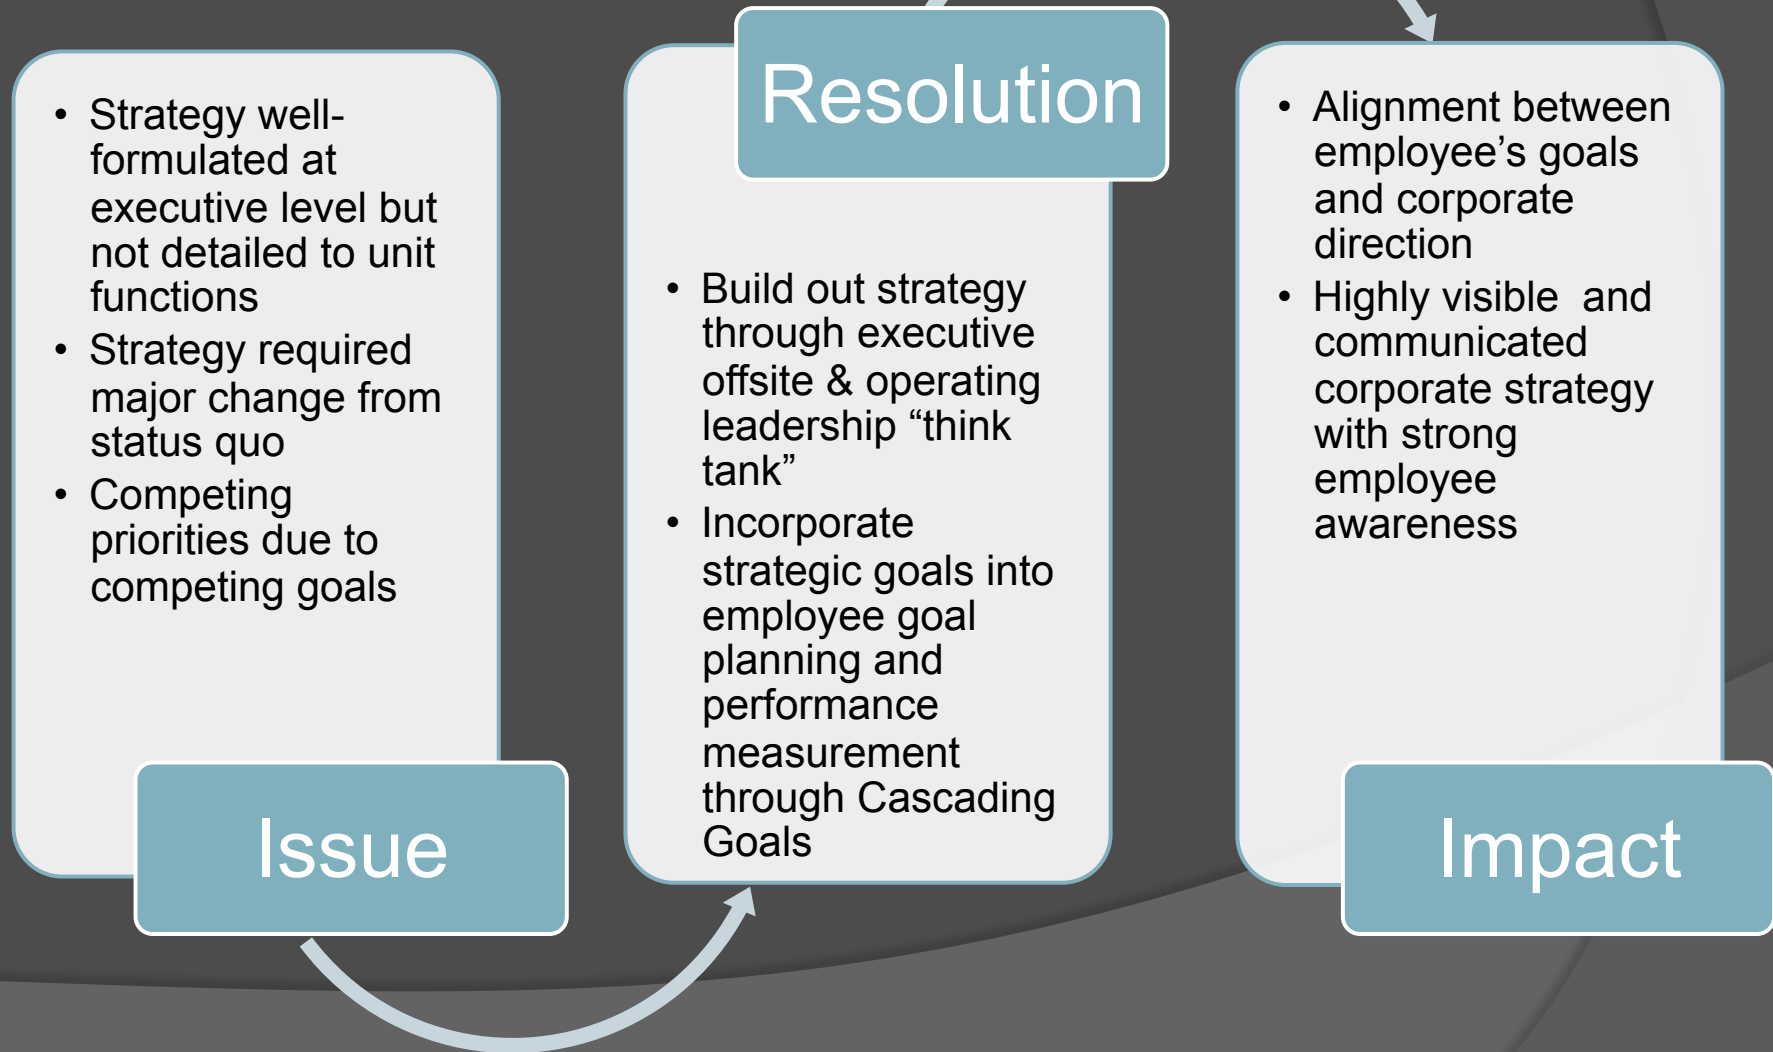 • Strategy well-
formulated at
executive level but
not detailed to unit
functions
• Strategy required
major change from
status quo
• Competing
priorities due to
competing goals
Issue
Resolution
• Build out strategy
through executive
offsite & operating
leadership “think
tank”
• Incorporate
strategic goals into
employee goal
planning and
performance
measurement
through Cascading
Goals
• Alignment between
employee’s goals
and corporate
direction
• Highly visible  and
communicated
corporate strategy
with strong
employee
awareness
Impact